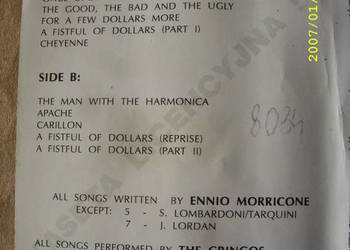 THE GOOD, THE BAD AND THE UGLY
FOR A FEW DOLLARS MORE
A FISTFUL OF DOLLARS (PART I)
CHEYENNE
SIDE B:
THE MAN WITH THE HARMONICA
APACHE
CARILLON
A FISTFUL OF DOLLARS (REPRISE)
A FISTFUL OF DOLLARS (PART II)
8034
ALL SONGS WRITTEN BY ENNIO MORRICONE
EXCEPT: 5 - S. LOMBARDONI/TARQUINI
7 - J. LORDAN
ALL SONGS PERFORMED BY THE GRINGOS
2007/01/